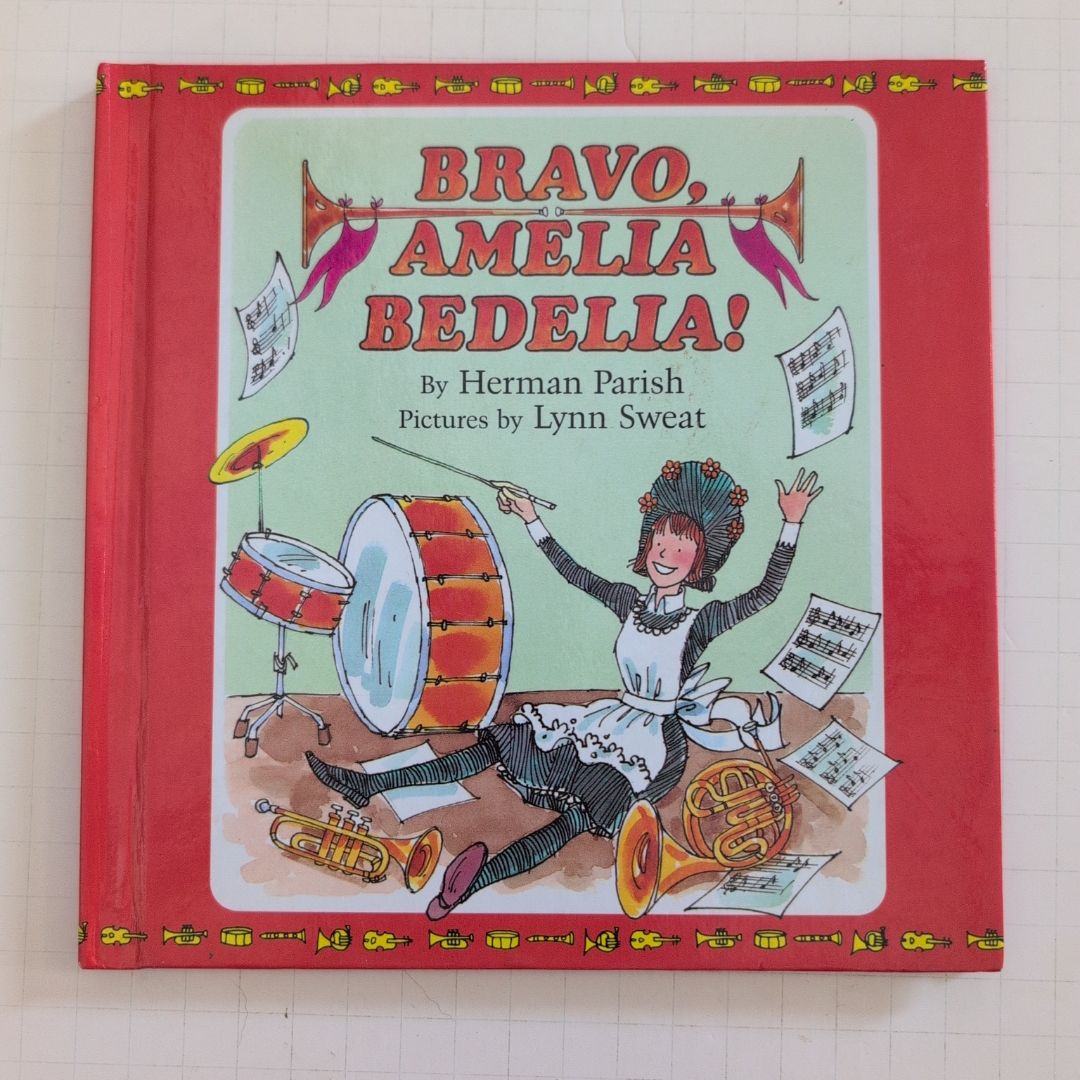 BRAVO,
AMELIA
BEDELIA!
By Herman Parish
Pictures by Lynn Sweat